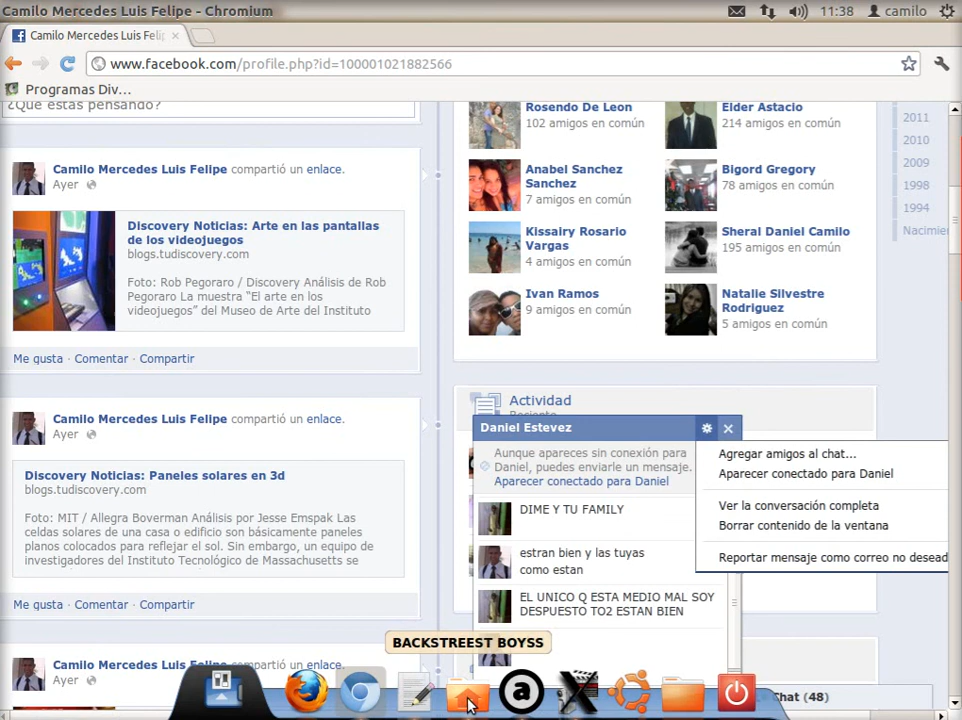 Camilo Mercedes Luis Felipe - Chromium
11:38
camilo
Camilo Mercedes Luis Feli
www.facebook.com/profile.php?id=100001021882566
Programas Div...
¿Qué estás pensando?
Camilo Mercedes Luis Felipe compartió un enlace.
Ayer
Discovery Noticias: Arte en las pantallas
de los videojuegos
blogs.tudiscovery.com
Foto: Rob Pegoraro / Discovery Análisis de Rob
Pegoraro La muestra “El arte en los
videojuegos” del Museo de Arte del Instituto
Me gusta · Comentar · Compartir
Camilo Mercedes Luis Felipe compartió un enlace.
Ayer
Discovery Noticias: Paneles solares en 3d
blogs.tudiscovery.com
Foto: MIT / Allegra Boverman Análisis por Jesse Emspak Las
celdas solares de una casa o edificio son básicamente paneles
planos colocados para reflejar el sol. Sin embargo, un equipo de
investigadores del Instituto Tecnológico de Massachusetts se
Me gusta · Comentar · Compartir
Camilo Mercedes Luis Felipe compartió un enlace.
Ayer
Rosendo De Leon
102 amigos en común
Elder Astacio
214 amigos en común
Anabel Sanchez
Sanchez
7 amigos en común
Bigord Gregory
78 amigos en común
Kissairy Rosario
Vargas
4 amigos en común
Sheral Daniel Camilo
195 amigos en común
Ivan Ramos
9 amigos en común
Natalie Silvestre
Rodriguez
5 amigos en común
2011
2010
2009
1998
1994
Nacimien
Actividad
Reciente
Daniel Estevez
Aunque apareces sin conexión para
Daniel, puedes enviarle un mensaje.
Aparecer conectado para Daniel
DIME Y TU FAMILY
estran bien y las tuyas
como estan
EL UNICO Q ESTA MEDIO MAL SOY
DESPUESTO TO2 ESTAN BIEN
Agregar amigos al chat...
Aparecer conectado para Daniel
Ver la conversación completa
Borrar contenido de la ventana
Reportar mensaje como correo no desead
BACKSTREEST BOYSS
Chat (48)